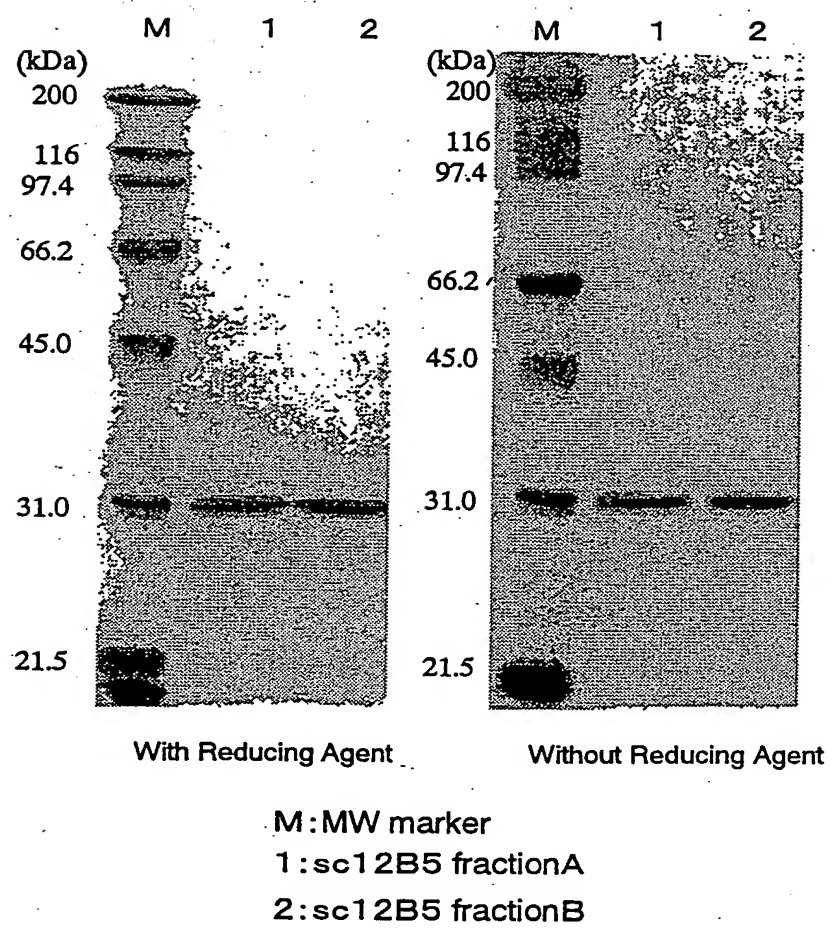 M 1 2
(kDa)
200
116
97.4
66.2
45.0
31.0
21.5
With Reducing Agent
M 1 2
(kDa)
200
116
97.4
66.2
45.0
31.0
21.5
Without Reducing Agent
M:MW marker
1:sc12B5 fractionA
2:sc12B5 fractionB